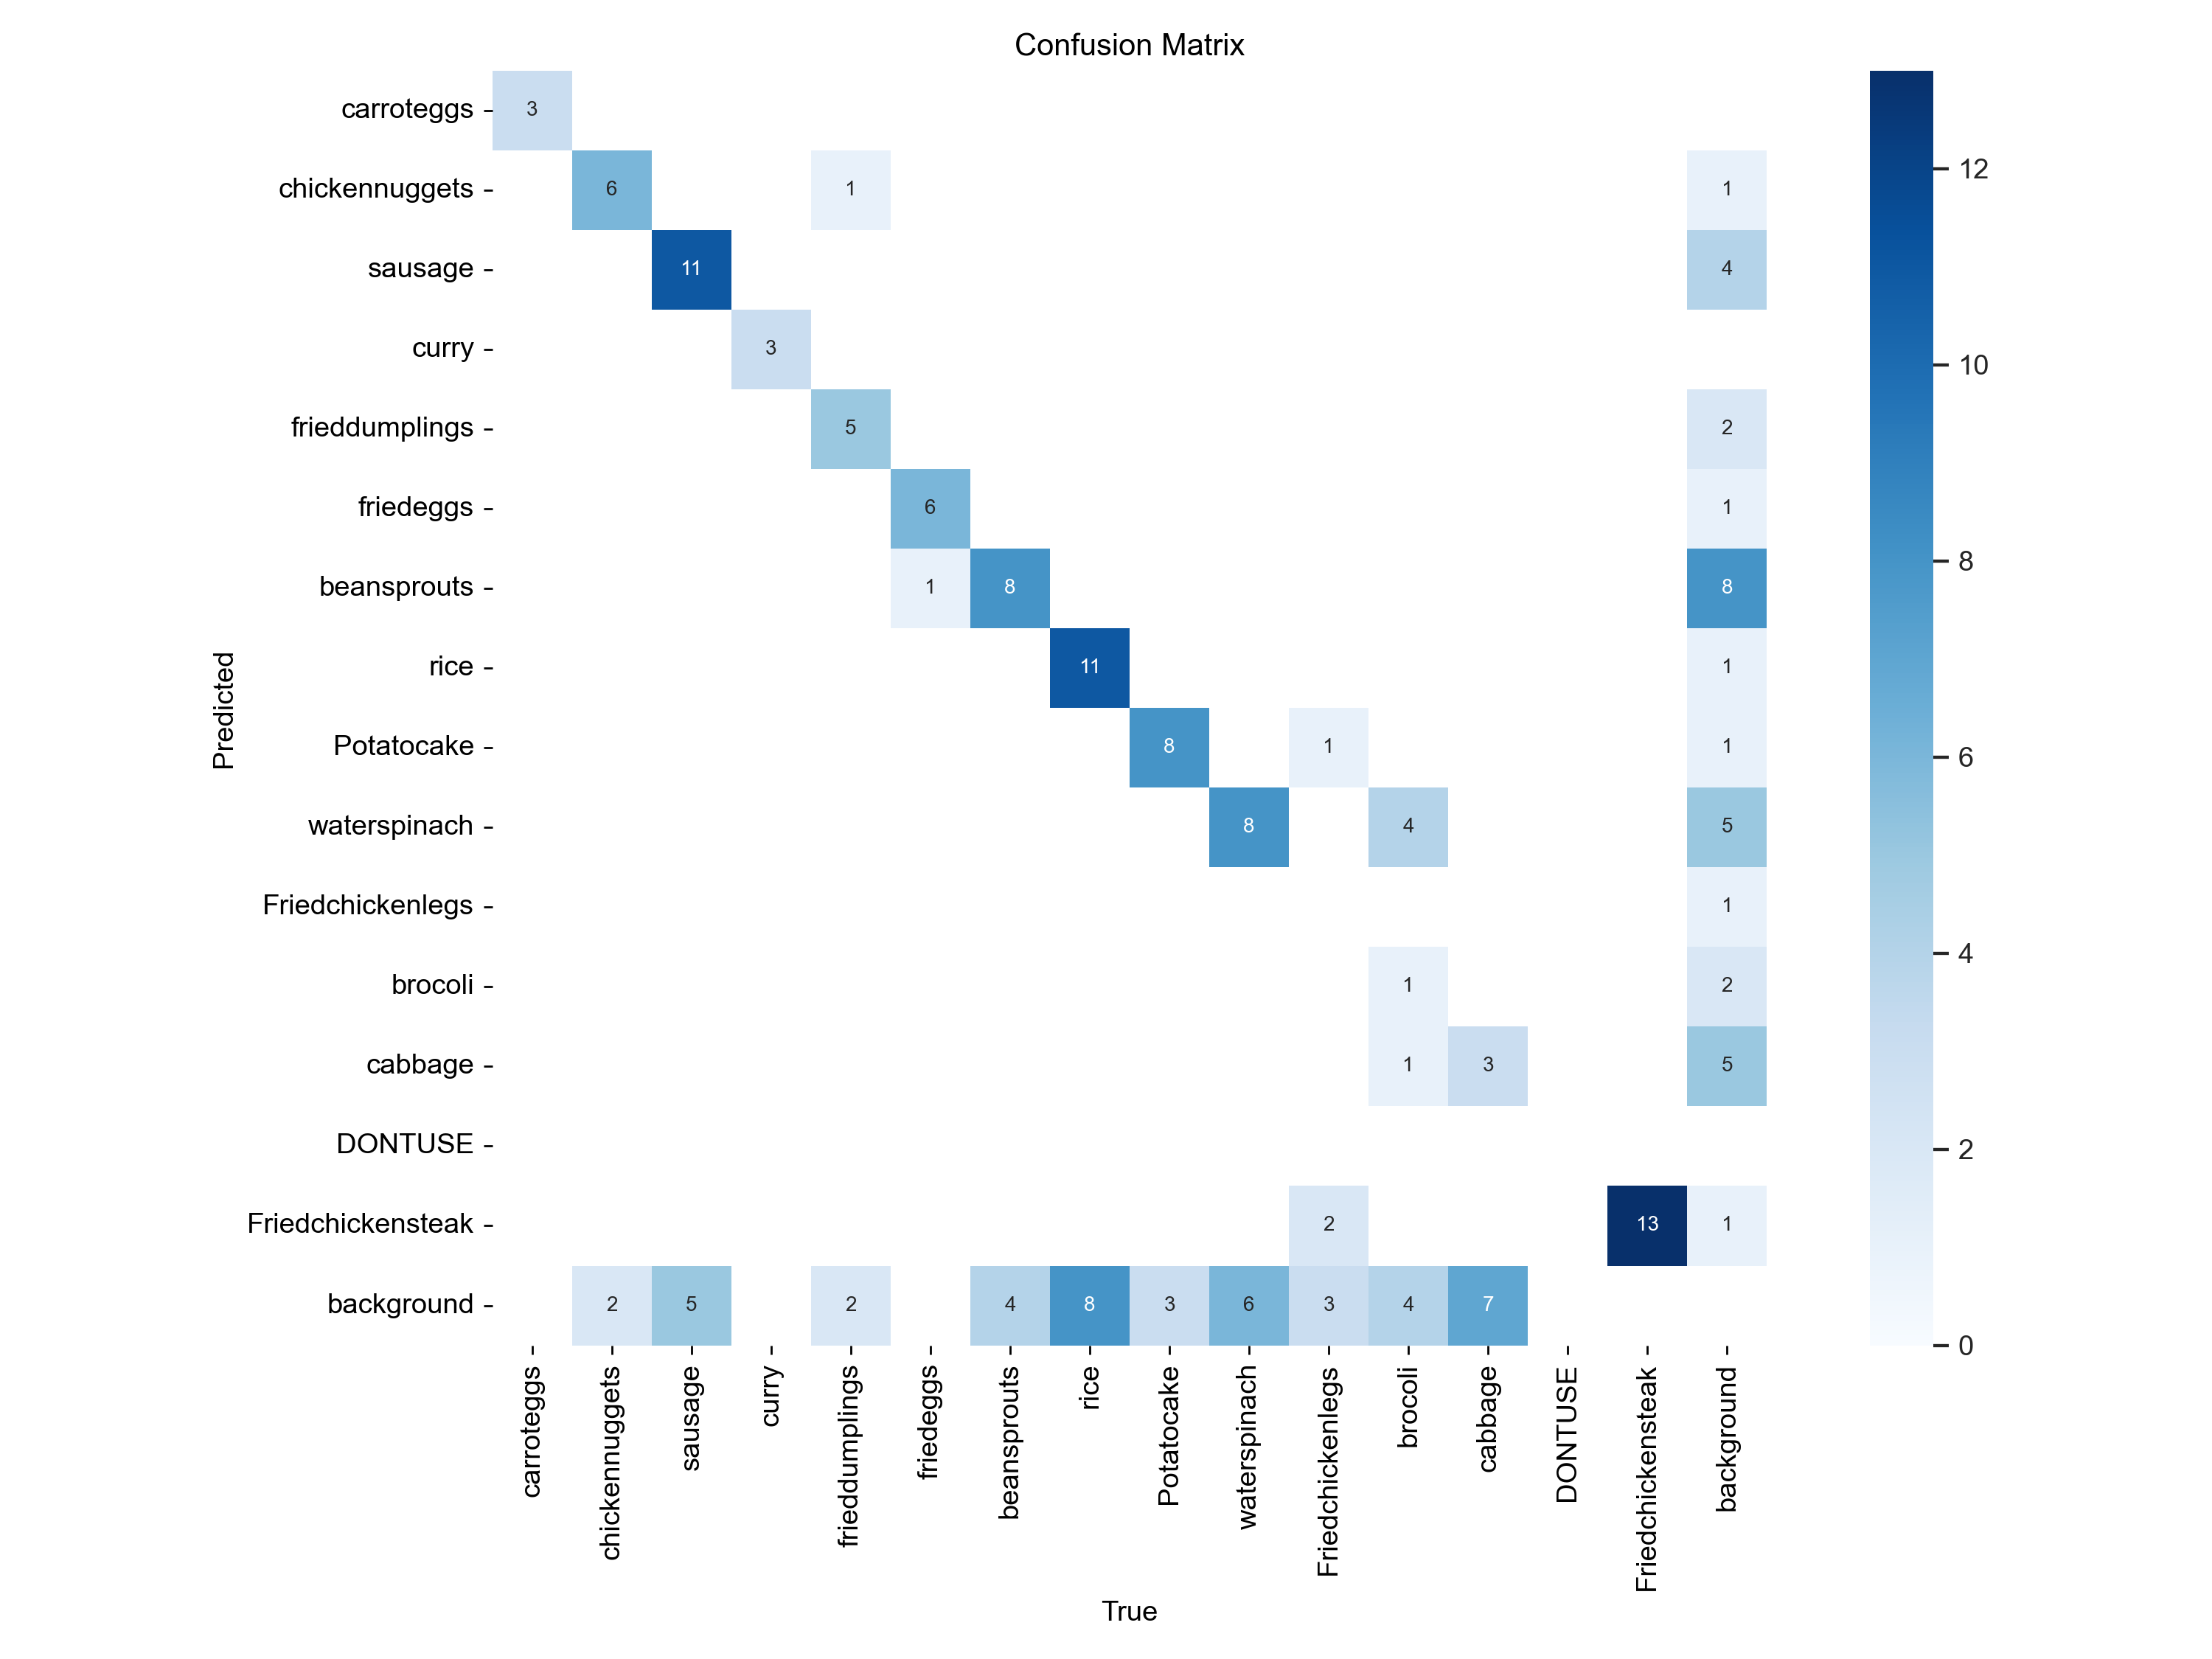 Confusion Matrix
carroteggs 3
chickennuggets 6 1 1
sausage 11 4
curry 3
frieddumplings 5 2
friedeggs 6 1
beansprouts 1 8 8
rice 11 1
Potatocake 8 1 1
waterspinach 8 4 5
Friedchickenlegs 1
brocoli 1 2
cabbage 1 3 5
DONTUSE
Friedchickensteak 2 13 1
background 2 5 2 4 8 3 6 3 4 7
Predicted
carroteggs
chickennuggets
sausage
curry
frieddumplings
friedeggs
beansprouts
rice
Potatocake
waterspinach
Friedchickenlegs
brocoli
cabbage
DONTUSE
Friedchickensteak
background
True
12
10
8
6
4
2
0